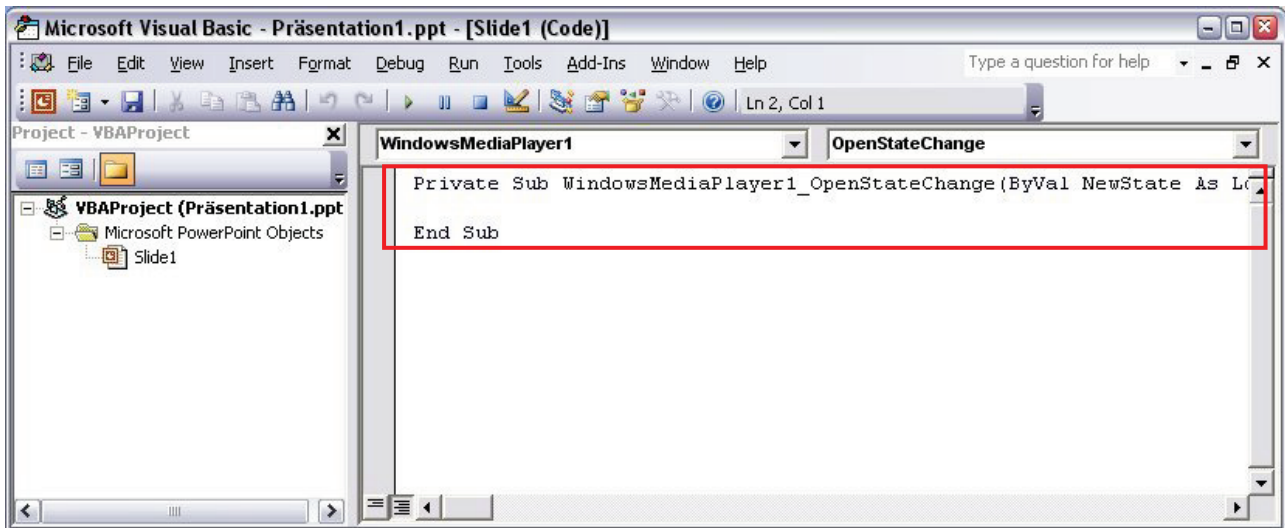 Microsoft Visual Basic - Präsentation1.ppt - [Slide1 (Code)]
File Edit View Insert Format Debug Run Tools Add-Ins Window Help Type a question for help
Ln 2, Col 1
Project - VBAProject
WindowsMediaPlayer1 OpenStateChange
VBAProject (Präsentation1.ppt
Microsoft PowerPoint Objects
Slide1
Private Sub WindowsMediaPlayer1_OpenStateChange(ByVal NewState As
End Sub